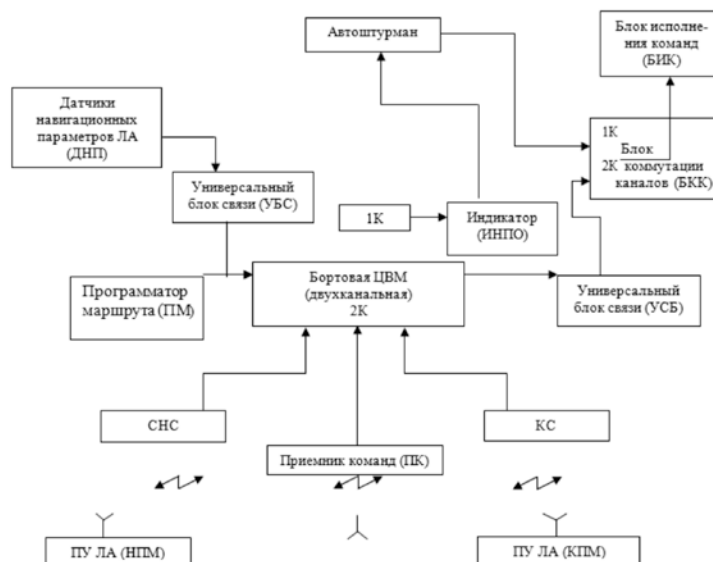 Автоштурман
Блок исполне-
ния команд
(БИК)
Датчики
навигационных
параметров ЛА
(ДНП)
1К
Блок
2К коммутации
каналов (БКК)
Универсальный
блок связи (УБС)
1К
Индикатор
(ИНПО)
Программатор
маршрута (ПМ)
Бортовая ЦВМ
(двухканальная)
2К
Универсальный
блок связи (УСБ)
СНС
КС
Приемник команд (ПК)
ПУ ЛА (НПМ)
ПУ ЛА (КПМ)